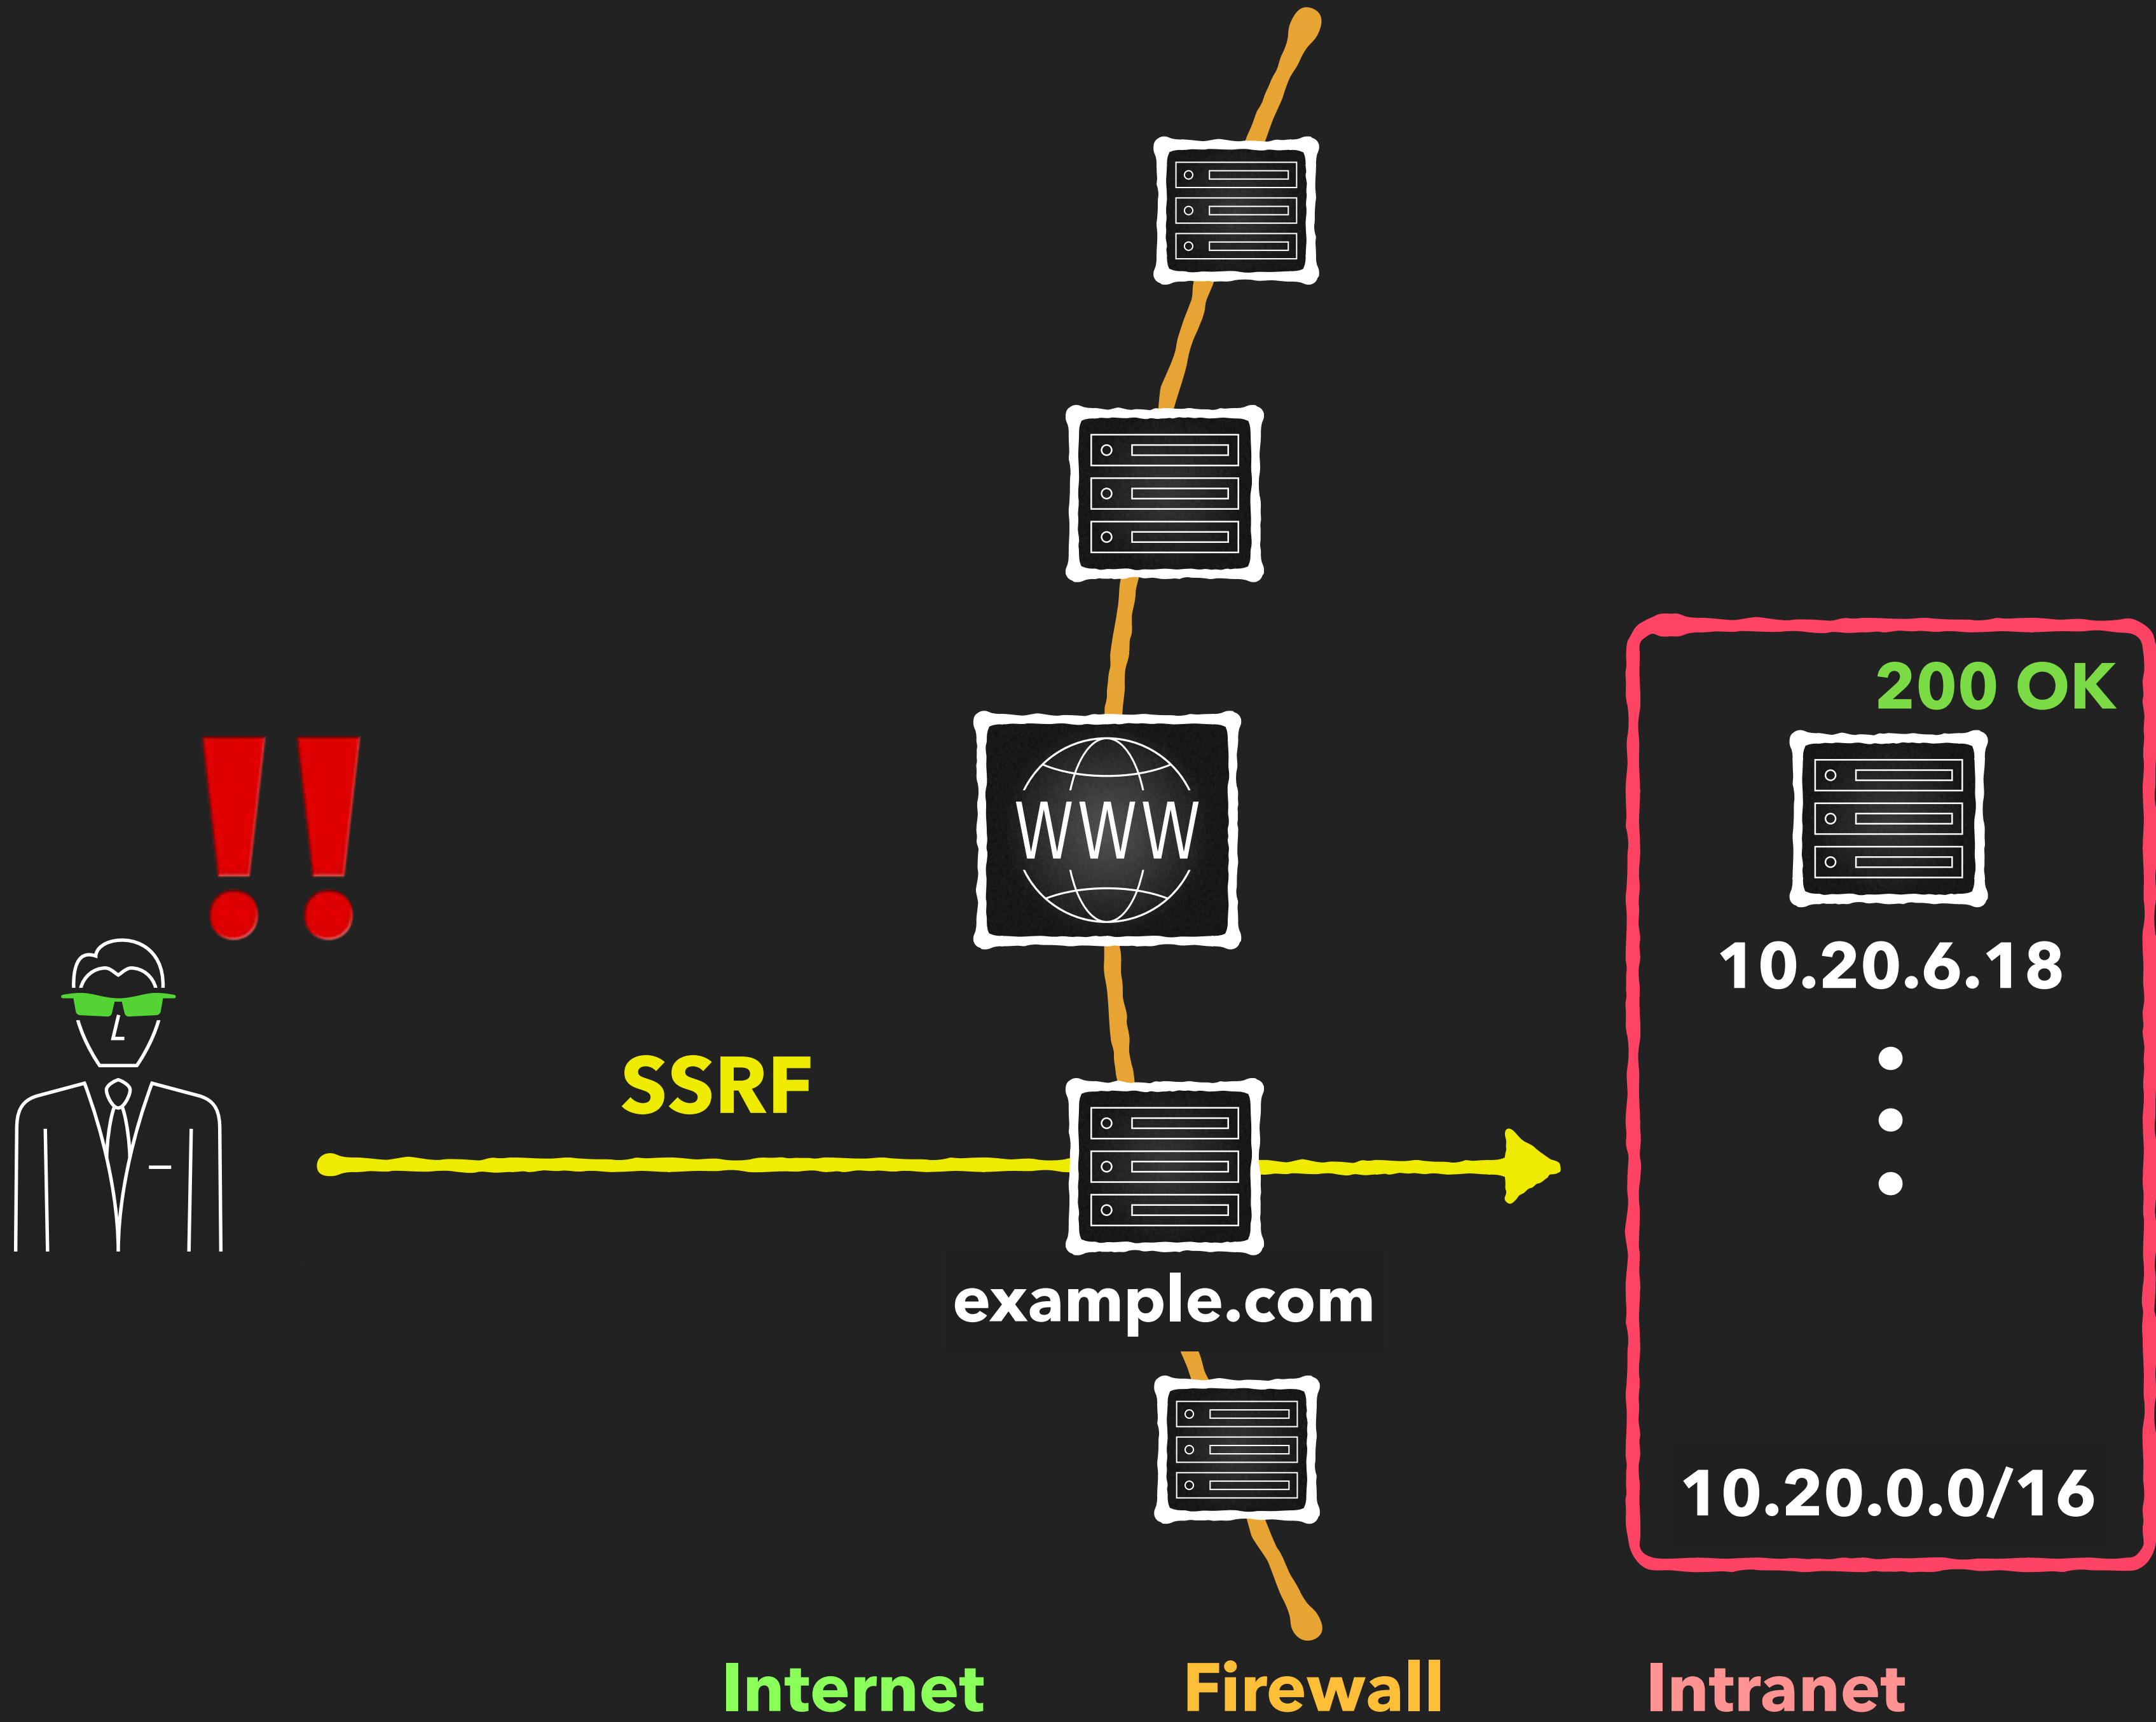 WWW
200 OK
10.20.6.18
SSRF
example.com
10.20.0.0/16
Internet
Firewall
Intranet